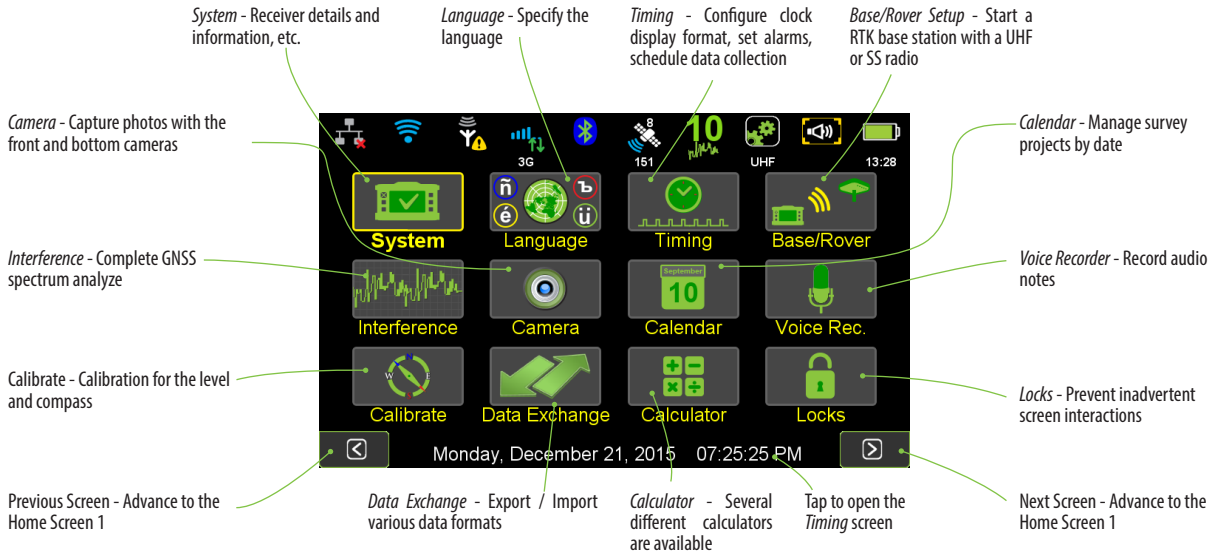 System - Receiver details and
information, etc.
Language - Specify the
language
Timing - Configure clock
display format, set alarms,
schedule data collection
Base/Rover Setup - Start a
RTK base station with a UHF
or SS radio
Camera - Capture photos with the
front and bottom cameras
Calendar - Manage survey
projects by date
Interference - Complete GNSS
spectrum analyze
Voice Recorder - Record audio
notes
Calibrate - Calibration for the level
and compass
Locks - Prevent inadvertent
screen interactions
8
10
3G
151
UHF
13:28
ñ
ъ
é
ü
System
Language
Timing
Base/Rover
September
10
Interference
Camera
Calendar
Voice Rec.
N
W
E
S
Calibrate
Data Exchange
Calculator
Locks
Monday, December 21, 2015 07:25:25 PM
Previous Screen - Advance to the
Home Screen 1
Data Exchange - Export / Import
various data formats
Calculator - Several
different calculators
are available
Tap to open the
Timing screen
Next Screen - Advance to the
Home Screen 1